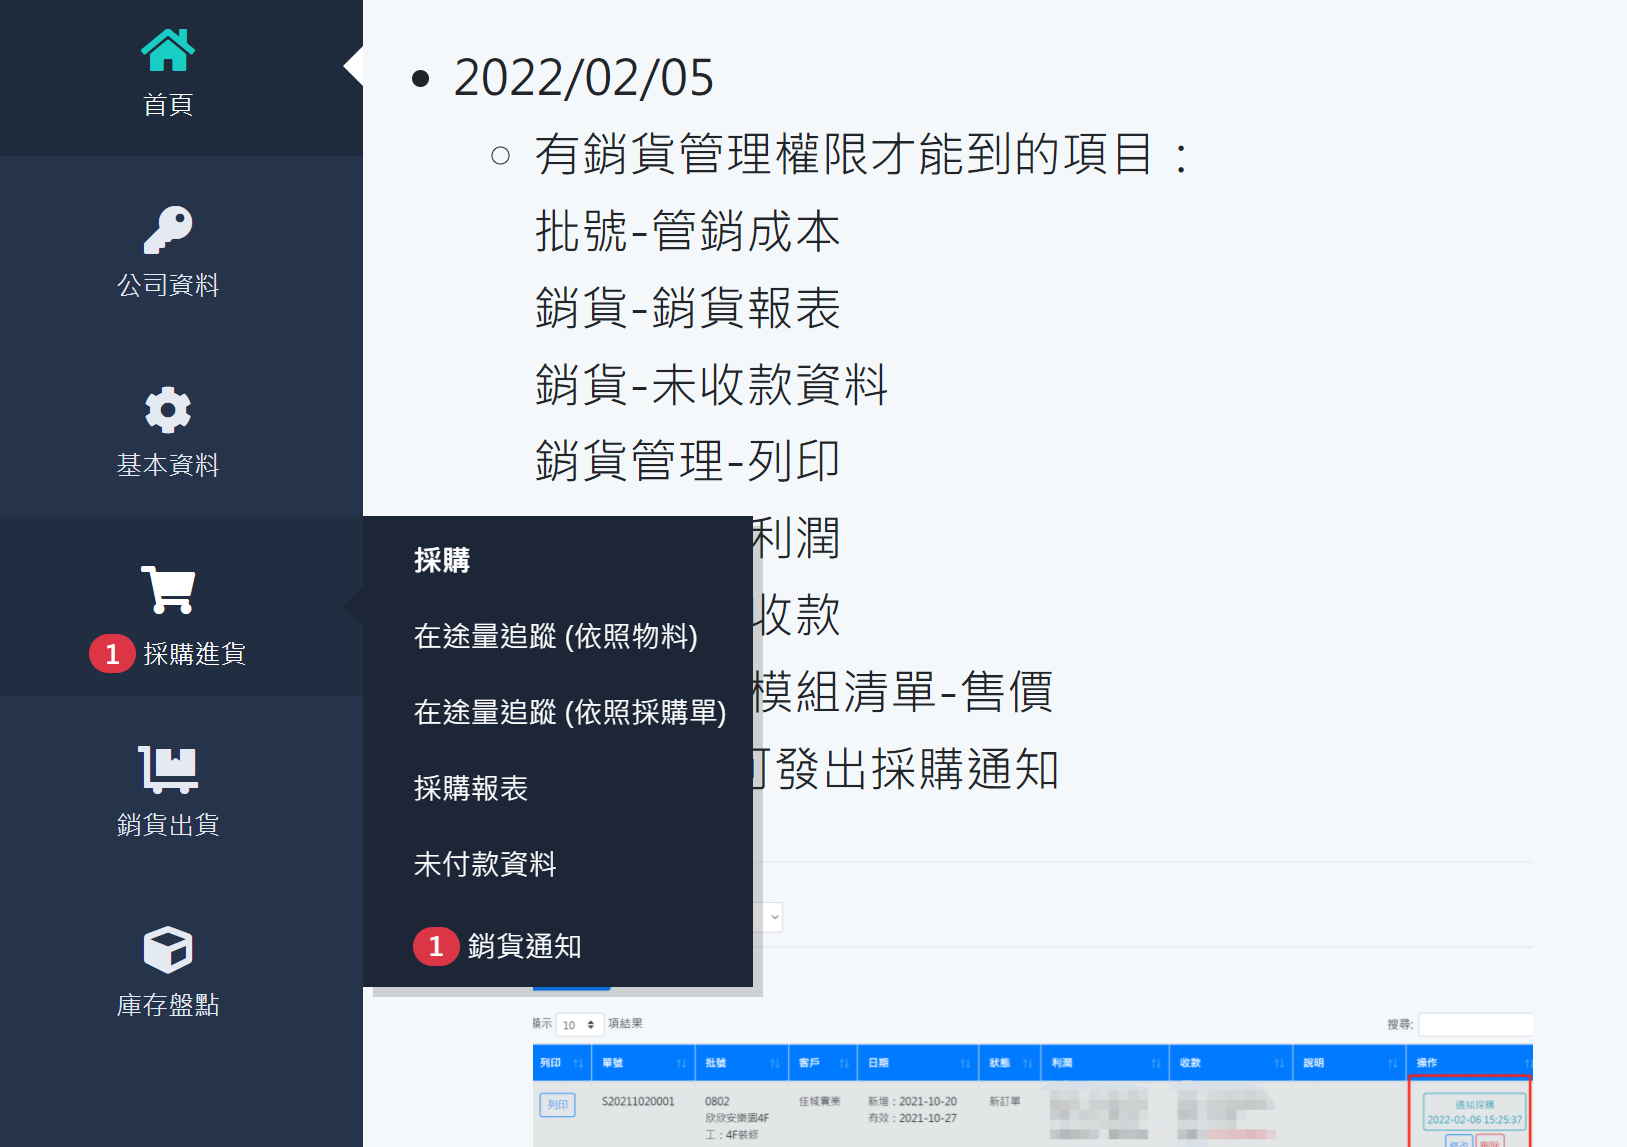 首頁
公司資料
基本資料
1 採購進貨
銷貨出貨
庫存盤點
2022/02/05
有銷貨管理權限才能到的項目：
批號-管銷成本
銷貨-銷貨報表
銷貨-未收款資料
銷貨管理-列印
利潤
收款
模組清單-售價
發出採購通知
採購
在途量追蹤 (依照物料)
在途量追蹤 (依照採購單)
採購報表
未付款資料
1 銷貨通知
顯示 10 項結果
搜尋:
列印 單號 批號 客戶 日期 狀態 利潤 收款 說明 操作
列印 S20211020001 0802 佳城實業 新增：2021-10-20 新訂單 通知採購
欣欣安樂園4F 有效：2021-10-27 2022-02-06 15:25:37
工：4F裝修
修改 刪除